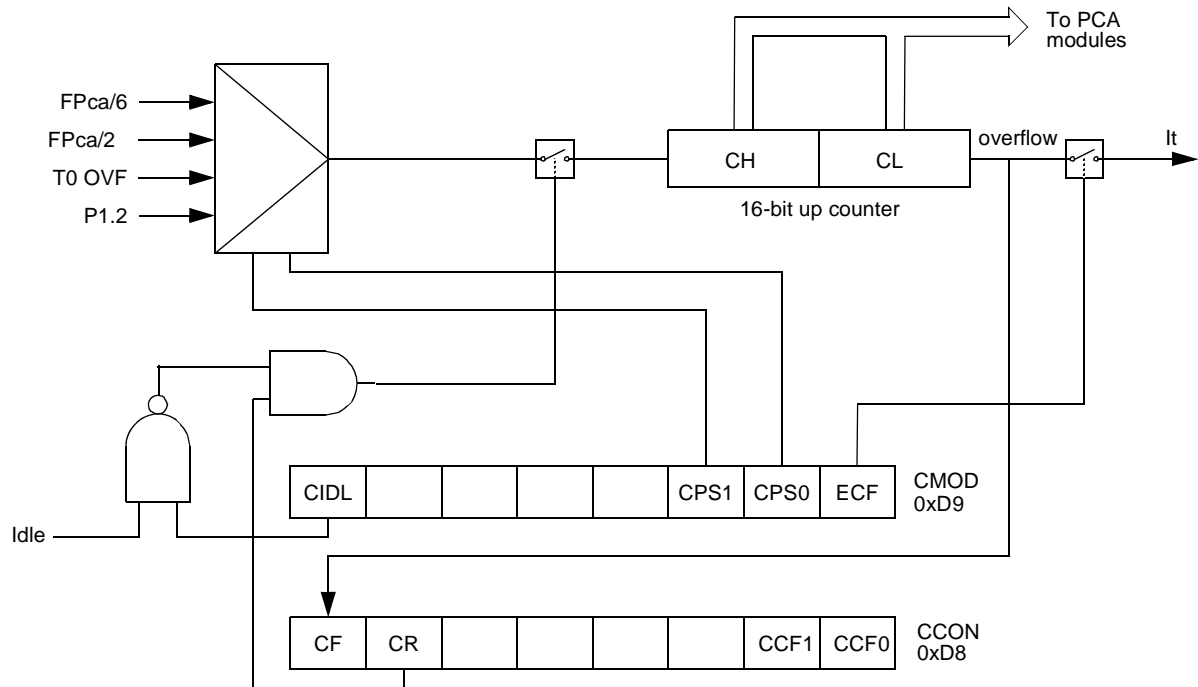 To PCA
modules
FPca/6
FPca/2
T0 OVF
P1.2
CH
CL
overflow
It
16-bit up counter
CIDL
CPS1
CPS0
ECF
CMOD
0xD9
Idle
CF
CR
CCF1
CCF0
CCON
0xD8